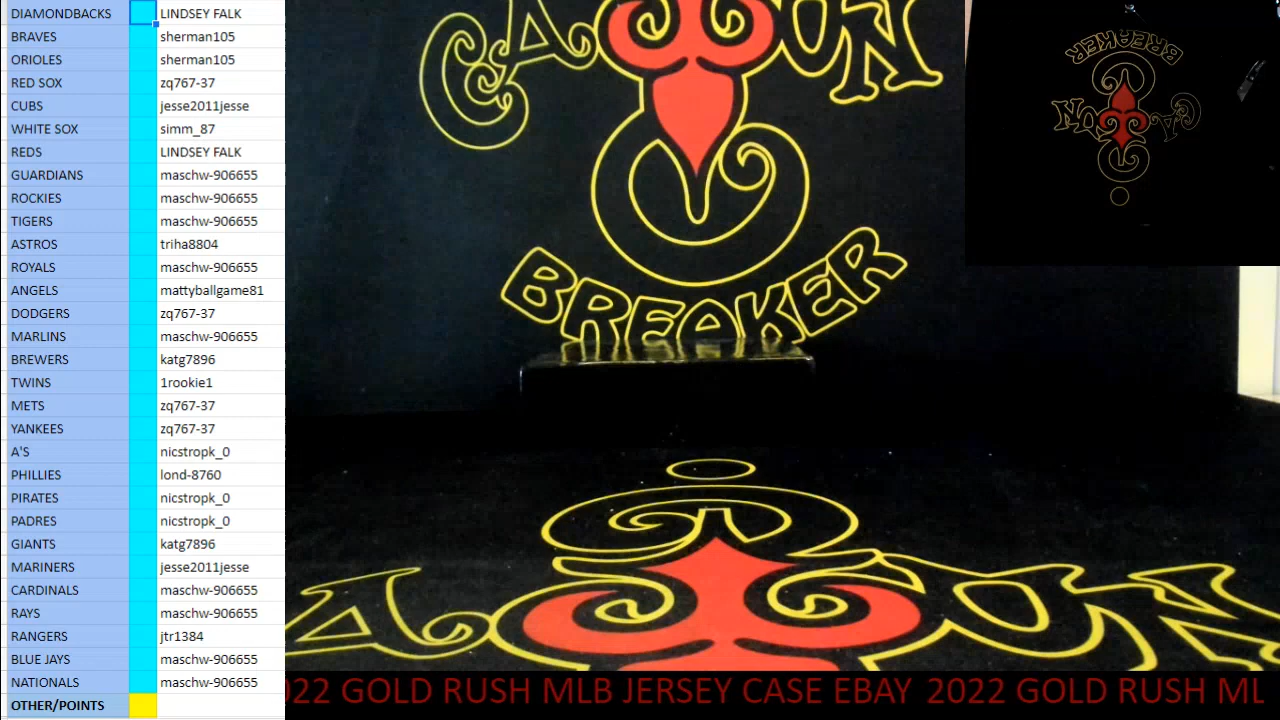 DIAMONDBACKS LINDSEY FALK
BRAVES sherman105
ORIOLES sherman105
RED SOX zq767-37
CUBS jesse2011jesse
WHITE SOX simm_87
REDS LINDSEY FALK
GUARDIANS maschw-906655
ROCKIES maschw-906655
TIGERS maschw-906655
ASTROS triha8804
ROYALS maschw-906655
ANGELS mattyballgame81
DODGERS zq767-37
MARLINS maschw-906655
BREWERS katg7896
TWINS 1rookie1
METS zq767-37
YANKEES zq767-37
A'S nicstropk_0
PHILLIES lond-8760
PIRATES nicstropk_0
PADRES nicstropk_0
GIANTS katg7896
MARINERS jesse2011jesse
CARDINALS maschw-906655
RAYS maschw-906655
RANGERS jtr1384
BLUE JAYS maschw-906655
NATIONALS maschw-906655
OTHER/POINTS
BREAKER
BREAKER
022 GOLD RUSH MLB JERSEY CASE EBAY 2022 GOLD RUSH ML